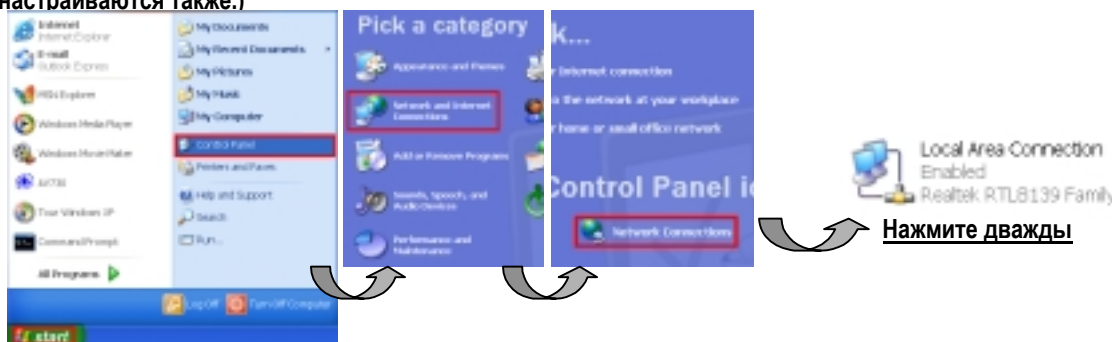 настраиваются также.)
Internet
Internet Explorer
E-mail
Outlook Express
MSN Explorer
Windows Media Player
Windows Movie Maker
Tour Windows XP
Command Prompt
All Programs
My Documents
My Recent Documents
My Pictures
My Music
My Computer
Control Panel
Printers and Faxes
Help and Support
Search
Run...
Log Off
Turn Off Computer
start
Pick a category
Appearance and Themes
Network and Internet
Connections
Add or Remove Programs
Sounds, Speech, and
Audio Devices
Performance and
Maintenance
k...
r Internet connection
o the network at your workplace
r home or small office network
Control Panel ic
Network Connections
Local Area Connection
Enabled
Realtek RTL8139 Family
Нажмите дважды